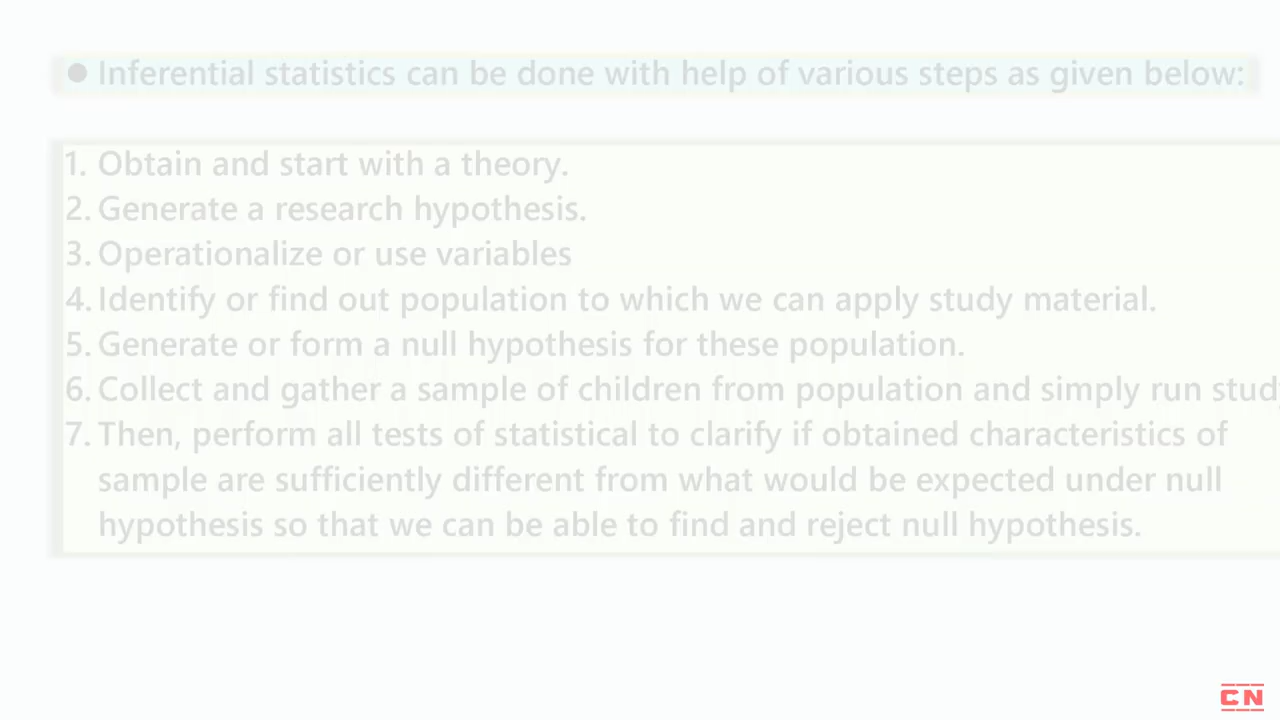 ● Inferential statistics can be done with help of various steps as given below:
1. Obtain and start with a theory.
2. Generate a research hypothesis.
3. Operationalize or use variables
4. Identify or find out population to which we can apply study material.
5. Generate or form a null hypothesis for these population.
6. Collect and gather a sample of children from population and simply run stud
7. Then, perform all tests of statistical to clarify if obtained characteristics of
sample are sufficiently different from what would be expected under null
hypothesis so that we can be able to find and reject null hypothesis.
CN